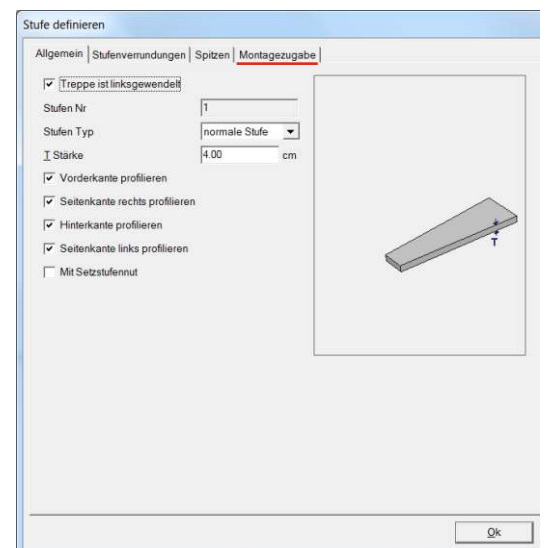 Stufe definieren
Allgemein Stufenverrundungen Spitzen Montagezugabe
Treppe ist linksgewendelt
Stufen Nr 1
Stufen Typ normale Stufe
T Stärke 4.00 cm
Vorderkante profilieren
Seitenkante rechts profilieren
Hinterkante profilieren
Seitenkante links profilieren
Mit Setzstufennut
T
Ok